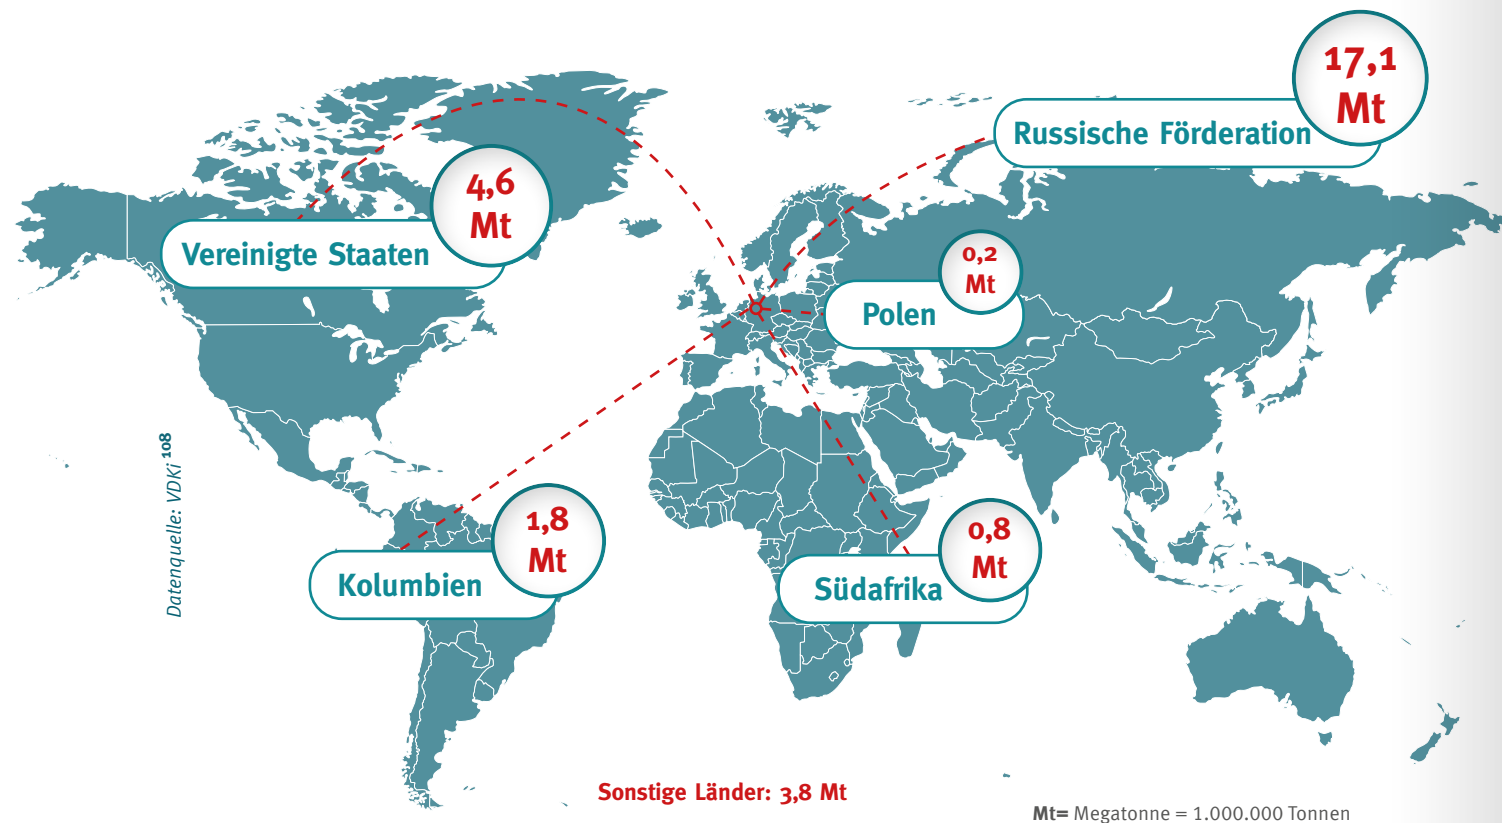 17,1
Mt
Russische Förderation
4,6
Mt
Vereinigte Staaten
0,2
Mt
Polen
1,8
Mt
Kolumbien
0,8
Mt
Südafrika
Datenquelle: VDKi 108
Sonstige Länder: 3,8 Mt
Mt= Megatonne = 1.000.000 Tonnen